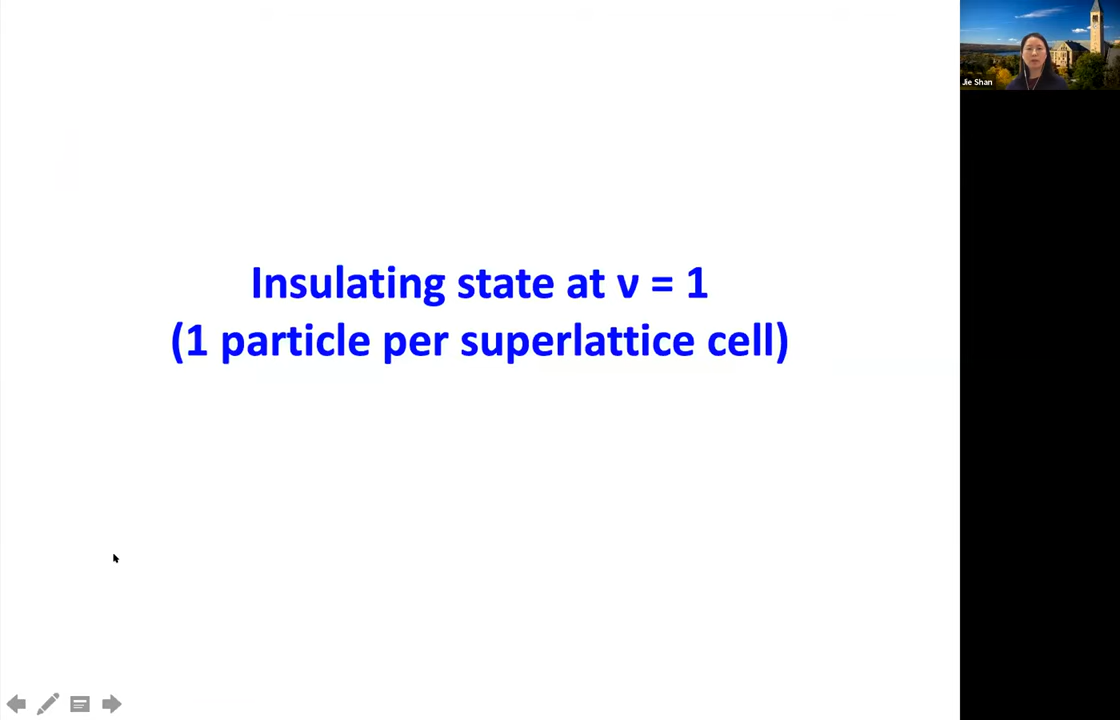 Insulating state at ν = 1
(1 particle per superlattice cell)
Jie Shan